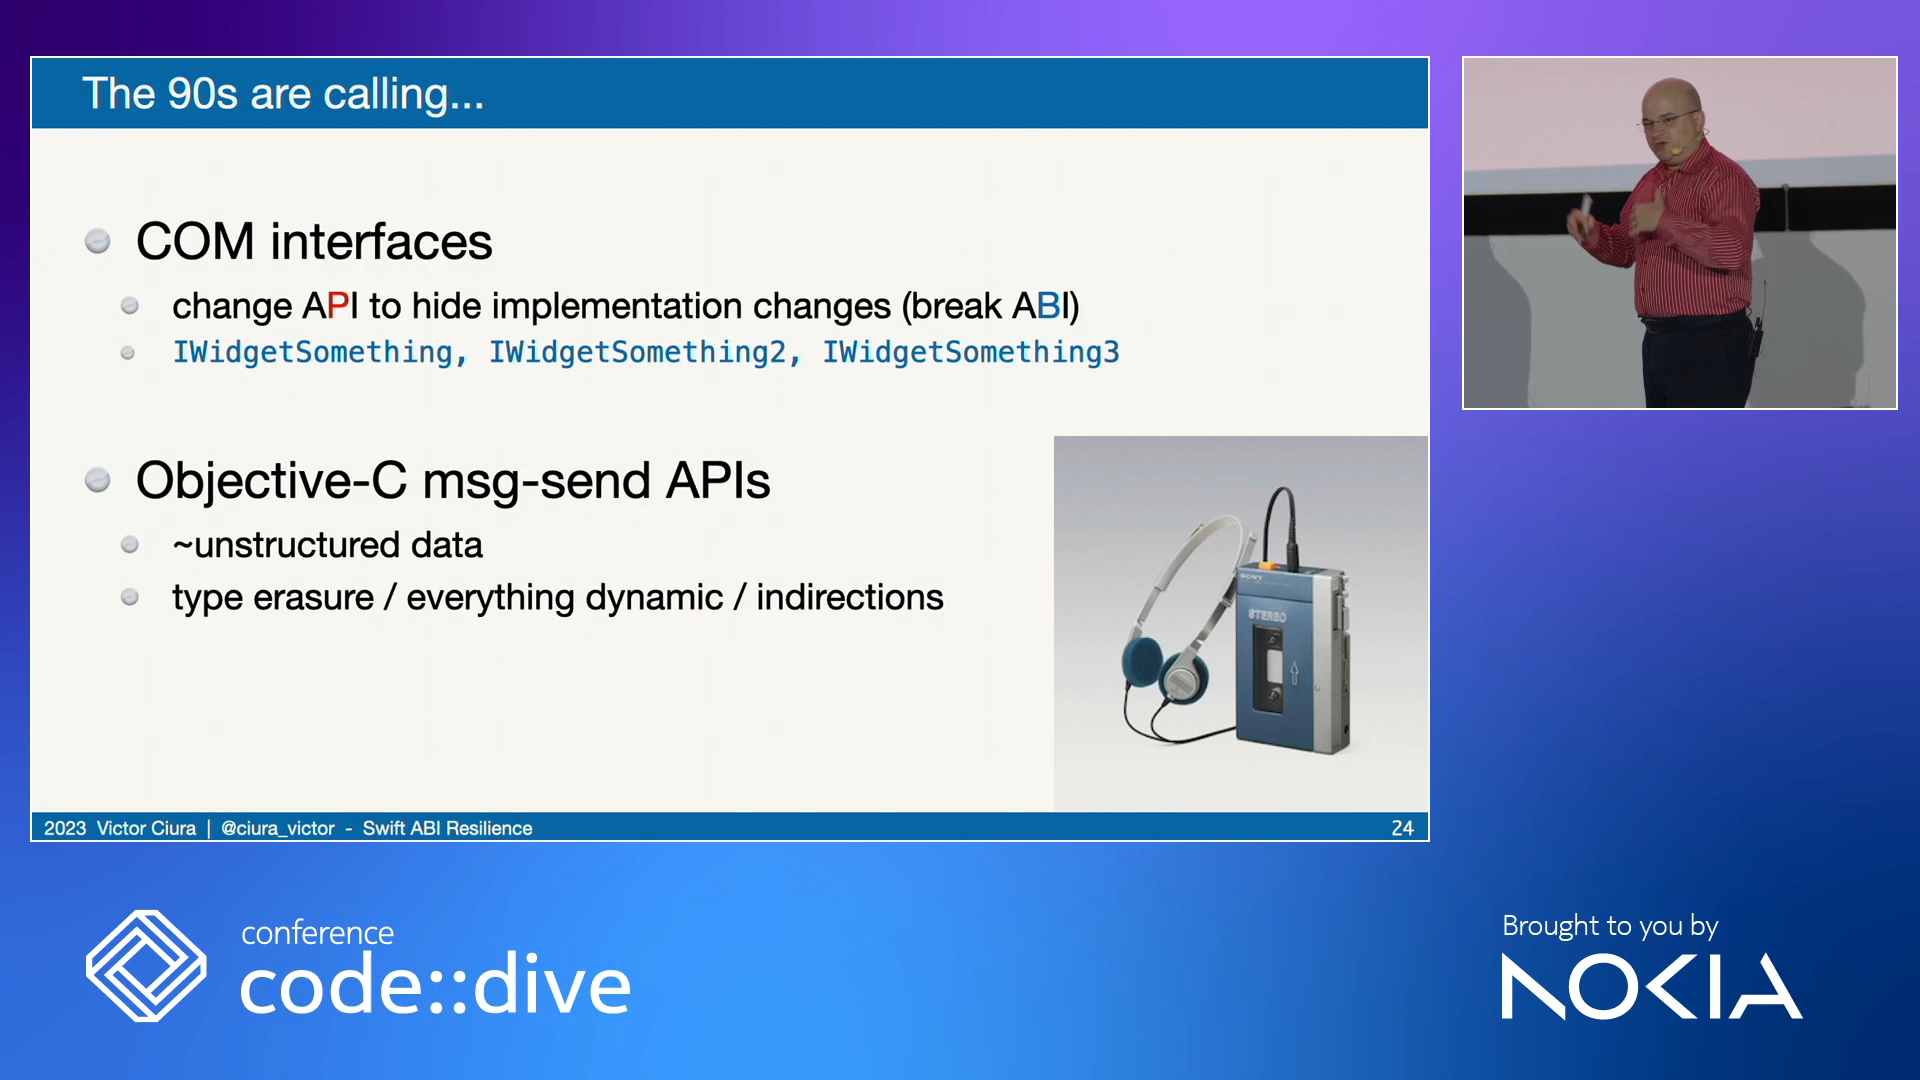 The 90s are calling...
COM interfaces
change API to hide implementation changes (break ABI)
IWidgetSomething, IWidgetSomething2, IWidgetSomething3
Objective-C msg-send APIs
~unstructured data
type erasure / everything dynamic / indirections
SONY
STEREO
2023 Victor Ciura | @ciura_victor - Swift ABI Resilience
24
conference
code::dive
Brought to you by
NOKIA